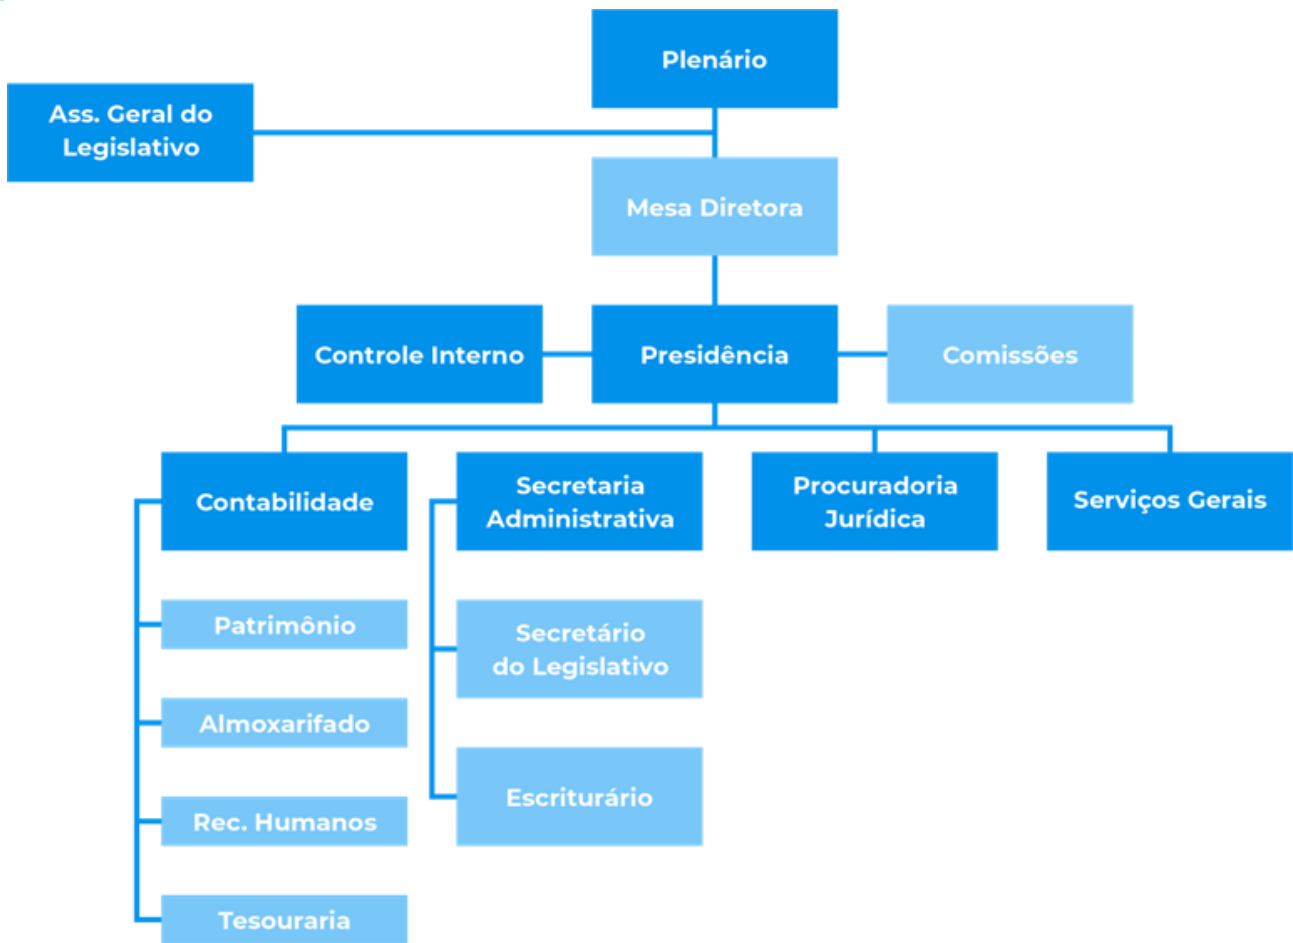 Plenário
Ass. Geral do
Legislativo
Mesa Diretora
Controle Interno
Presidência
Comissões
Contabilidade
Secretaria
Administrativa
Procuradoria
Jurídica
Serviços Gerais
Patrimônio
Secretário
do Legislativo
Almoxarifado
Escriturário
Rec. Humanos
Tesouraria